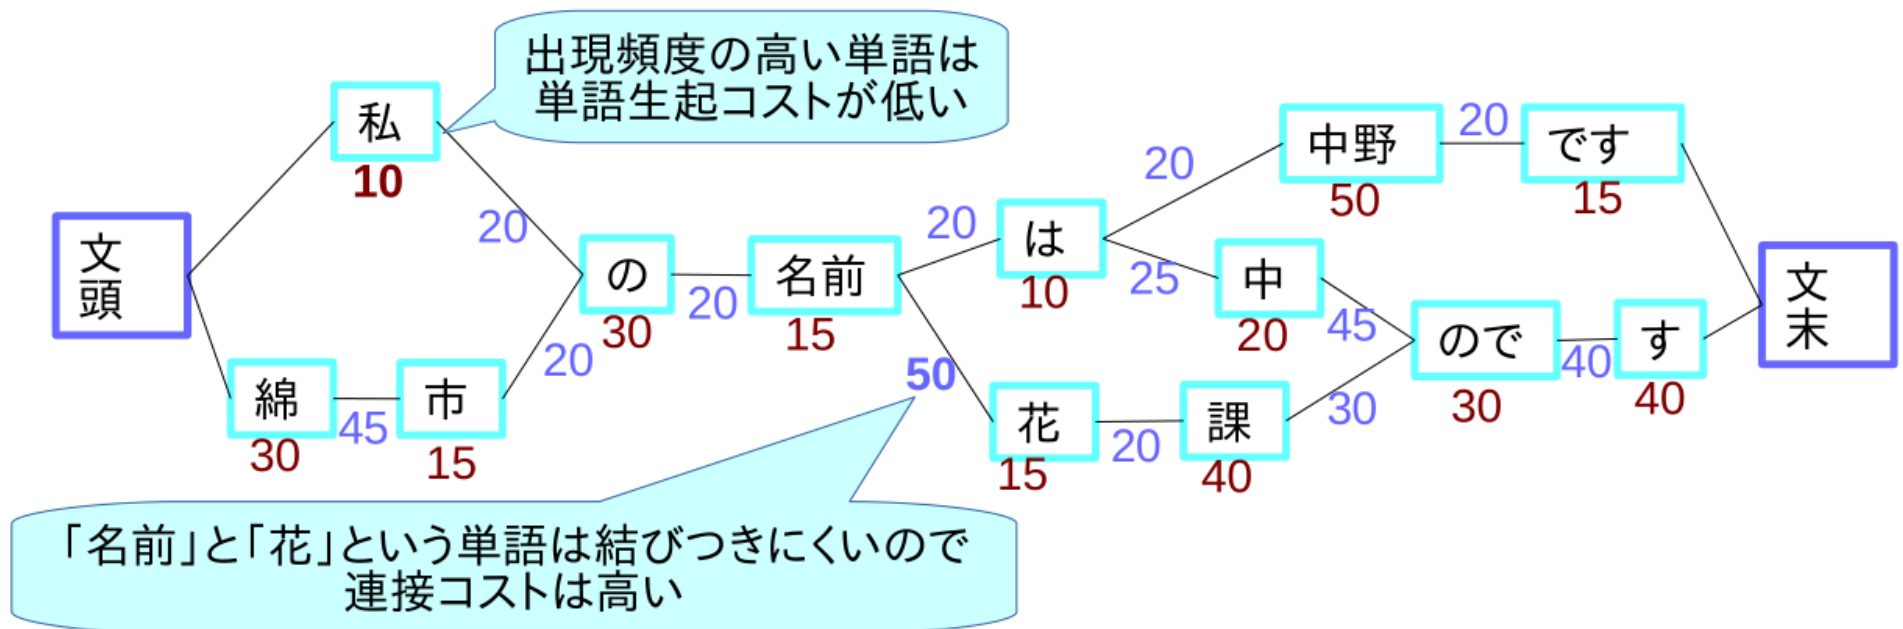 出現頻度の高い単語は
単語生起コストが低い
文
頭
私
10
20
綿
30
45
市
15
20
の
30
20
名前
15
20
は
10
50
花
15
20
課
40
20
中野
50
20
です
15
25
中
20
45
30
ので
30
40
す
40
文
末
「名前」と「花」という単語は結びつきにくいので
連接コストは高い